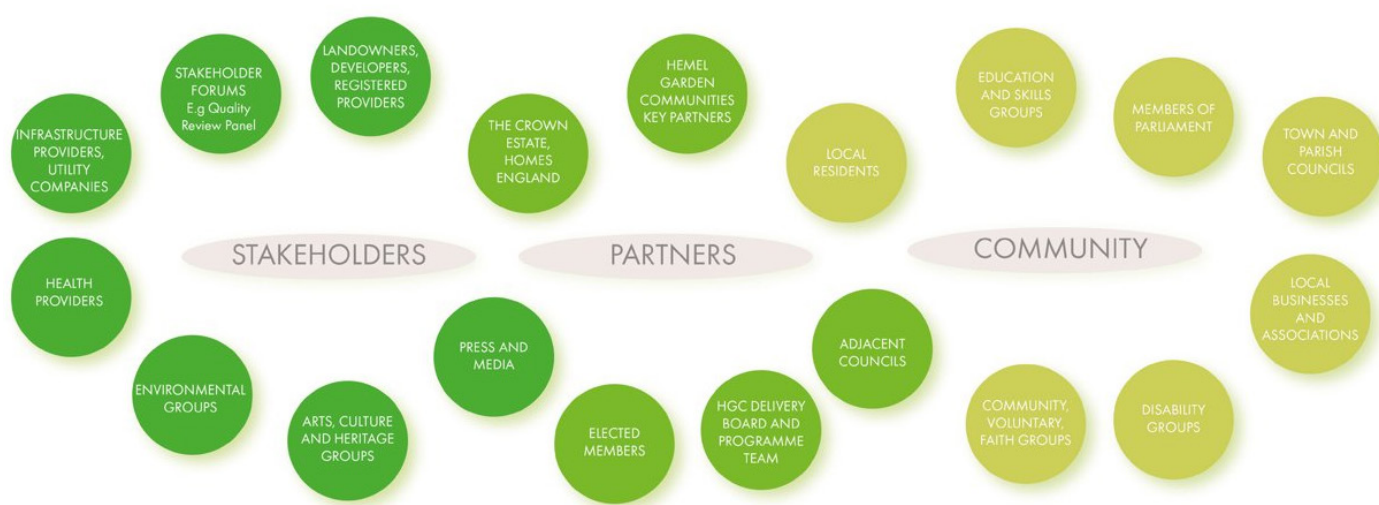 INFRASTRUCTURE
PROVIDERS,
UTILITY
COMPANIES
STAKEHOLDER
FORUMS
E.g Quality
Review Panel
LANDOWNERS,
DEVELOPERS,
REGISTERED
PROVIDERS
THE CROWN
ESTATE,
HOMES
ENGLAND
HEMEL
GARDEN
COMMUNITIES
KEY PARTNERS
LOCAL
RESIDENTS
EDUCATION
AND SKILLS
GROUPS
MEMBERS OF
PARLIAMENT
TOWN AND
PARISH
COUNCILS
STAKEHOLDERS
PARTNERS
COMMUNITY
HEALTH
PROVIDERS
ENVIRONMENTAL
GROUPS
ARTS, CULTURE
AND HERITAGE
GROUPS
PRESS AND
MEDIA
ELECTED
MEMBERS
HGC DELIVERY
BOARD AND
PROGRAMME
TEAM
ADJACENT
COUNCILS
COMMUNITY,
VOLUNTARY,
FAITH GROUPS
DISABILITY
GROUPS
LOCAL
BUSINESSES
AND
ASSOCIATIONS